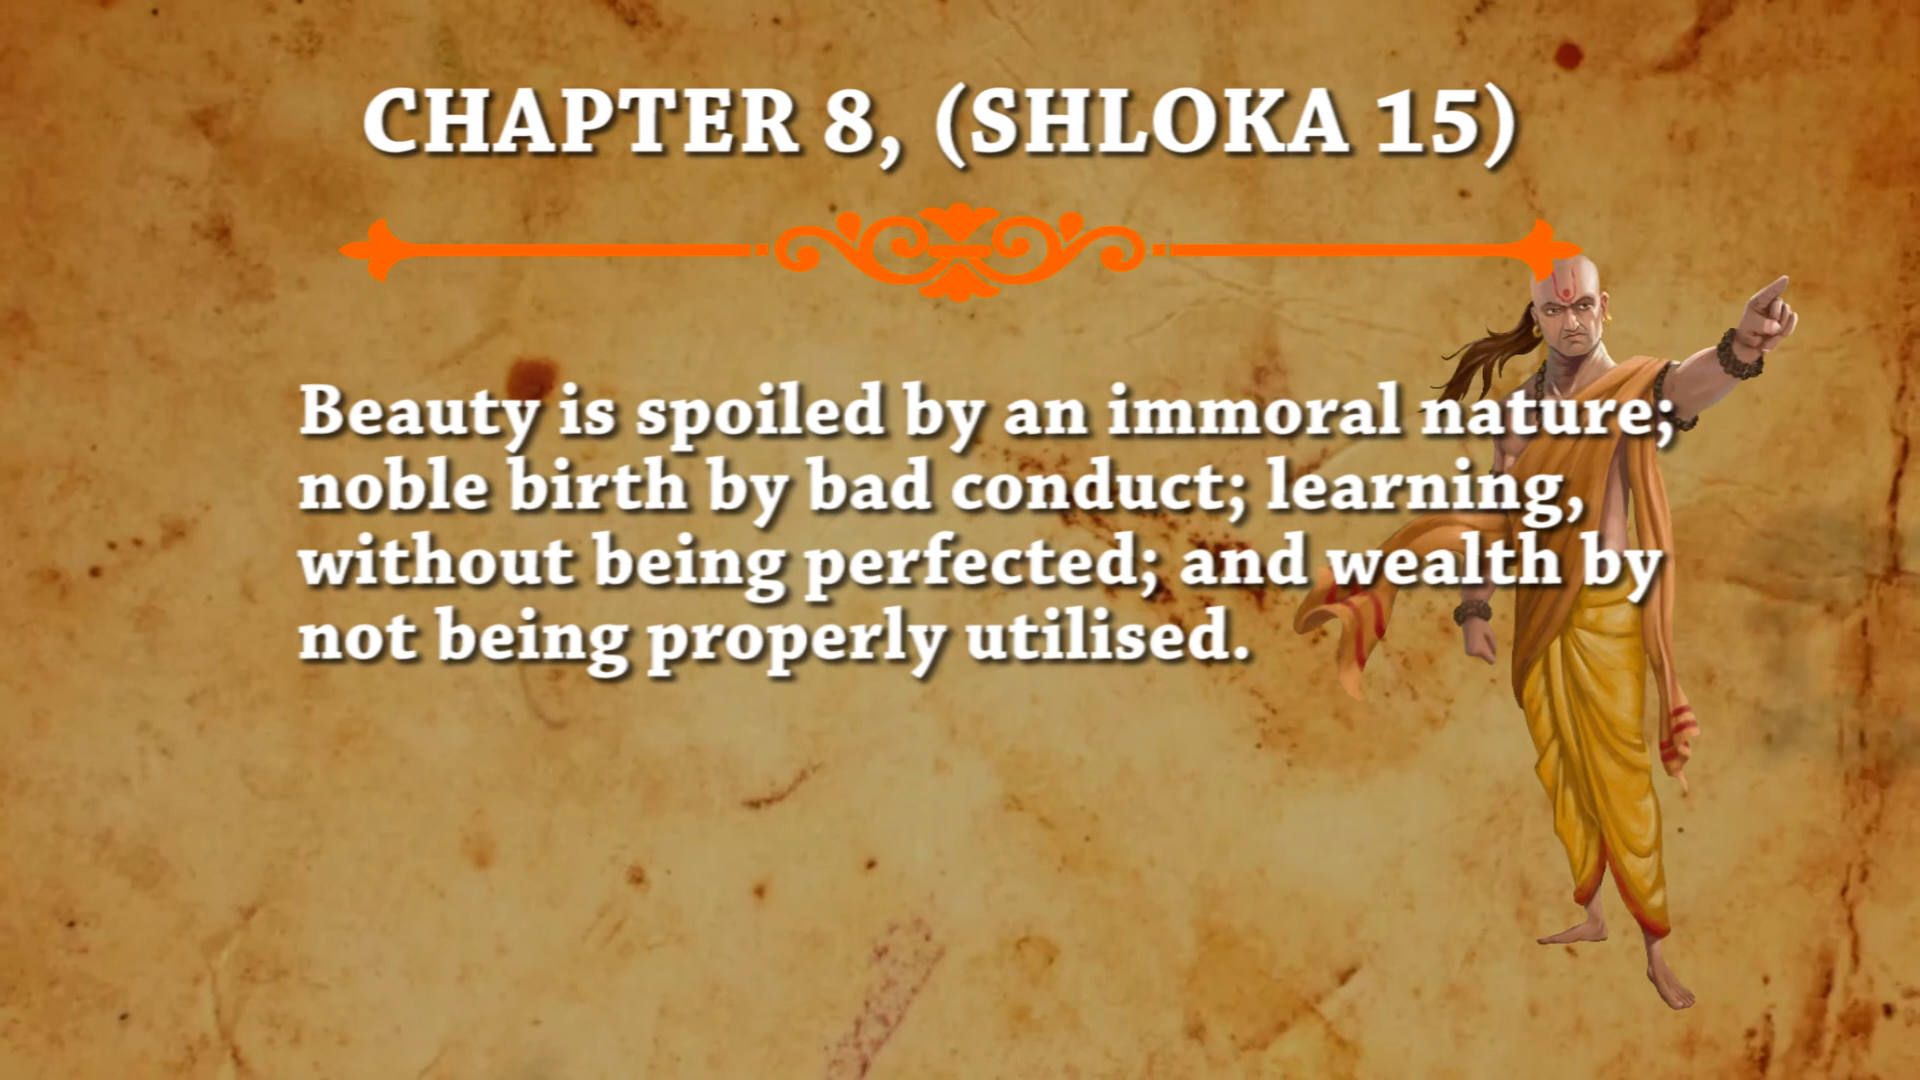 CHAPTER 8, (SHLOKA 15)
Beauty is spoiled by an immoral nature;
noble birth by bad conduct; learning,
without being perfected; and wealth by
not being properly utilised.